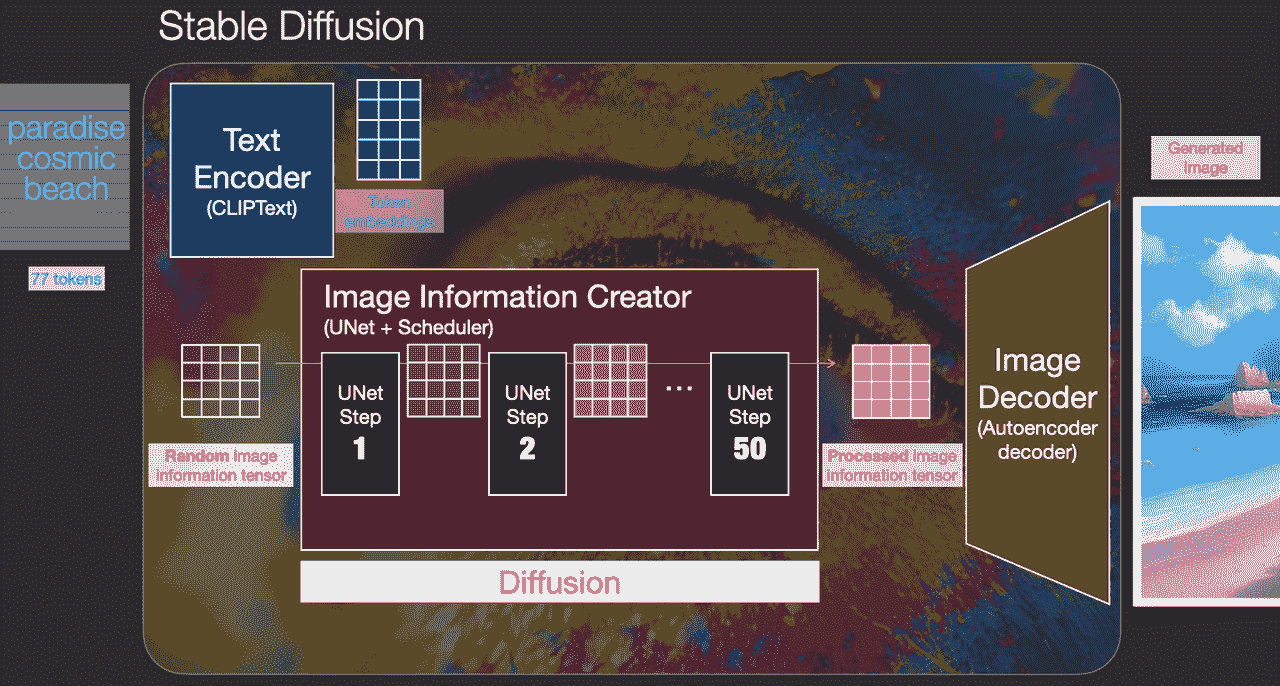 Stable Diffusion
paradise
cosmic
beach
77 tokens
Text
Encoder
(CLIPText)
Token
embeddings
Image Information Creator
(UNet + Scheduler)
UNet
Step
1
UNet
Step
2
...
UNet
Step
50
Random image
information tensor
Processed image
information tensor
Diffusion
Image
Decoder
(Autoencoder
decoder)
Generated
image